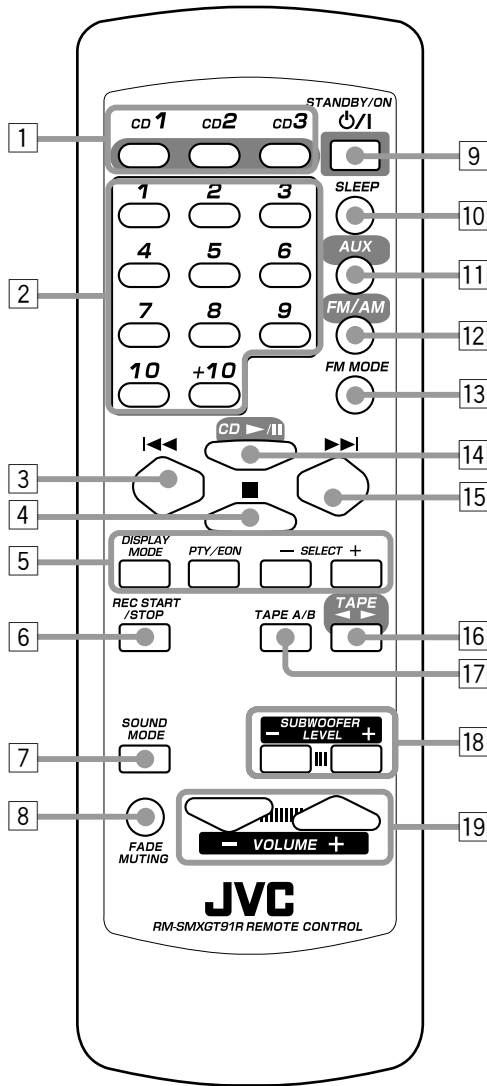 STANDBY/ON
CD 1 CD2 CD3 ⏻/I
1 9
SLEEP
1 2 3 10
AUX
4 5 6 11
2
FM/AM
7 8 9 12
10 +10 FM MODE
13
CD ►/II
14
I◄◄ ►►I
3 15
4 ■
DISPLAY MODE PTY/EON – SELECT +
5
REC START /STOP TAPE A/B TAPE ◄ ►
6 16
17
SOUND MODE – SUBWOOFER LEVEL +
7 18
8 19
FADE MUTING – VOLUME +
JVC
RM-SMXGT91R REMOTE CONTROL